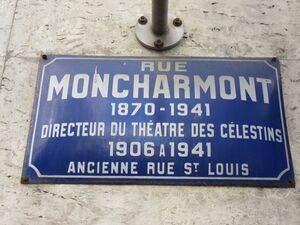 RUE
MONCHARMONT
1870-1941
DIRECTEUR DU THÉATRE DES CÉLESTINS
1906 A 1941
ANCIENNE RUE ST LOUIS